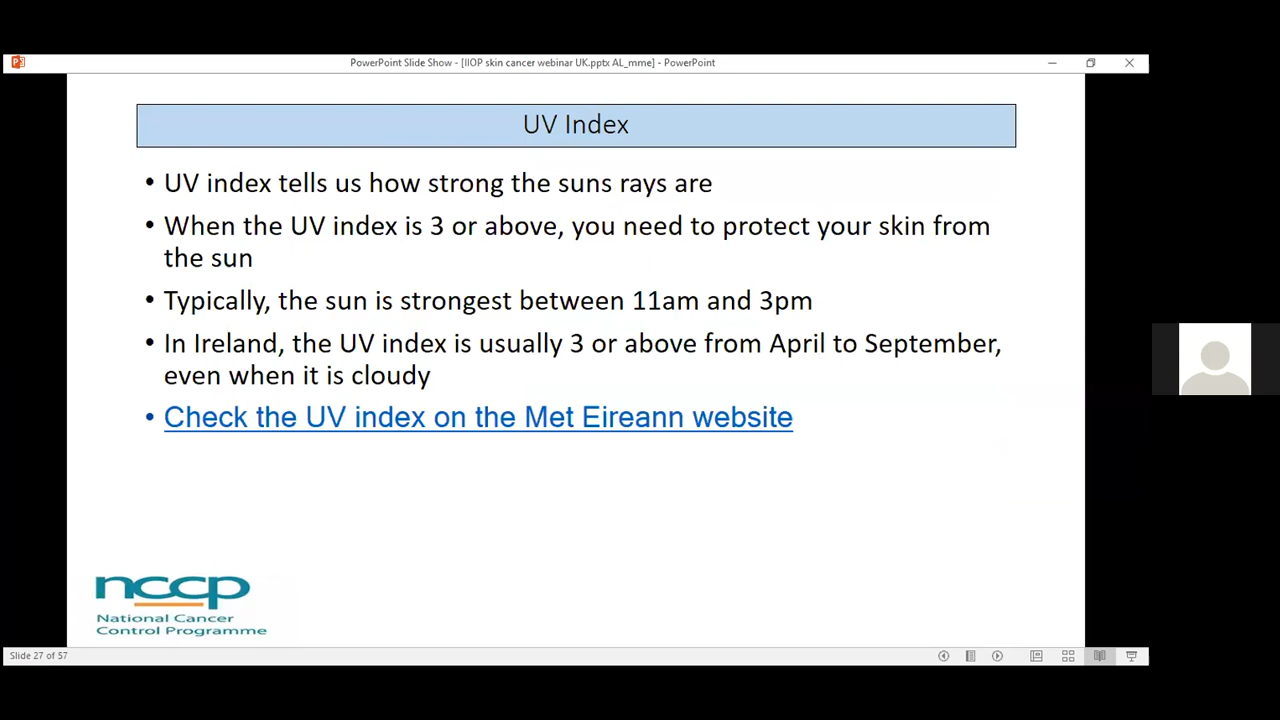 PowerPoint Slide Show - [IIOP skin cancer webinar UK.pptx AL_mme] - PowerPoint
UV Index
• UV index tells us how strong the suns rays are
• When the UV index is 3 or above, you need to protect your skin from
the sun
• Typically, the sun is strongest between 11am and 3pm
• In Ireland, the UV index is usually 3 or above from April to September,
even when it is cloudy
• Check the UV index on the Met Eireann website
nccp
National Cancer
Control Programme
Slide 27 of 57